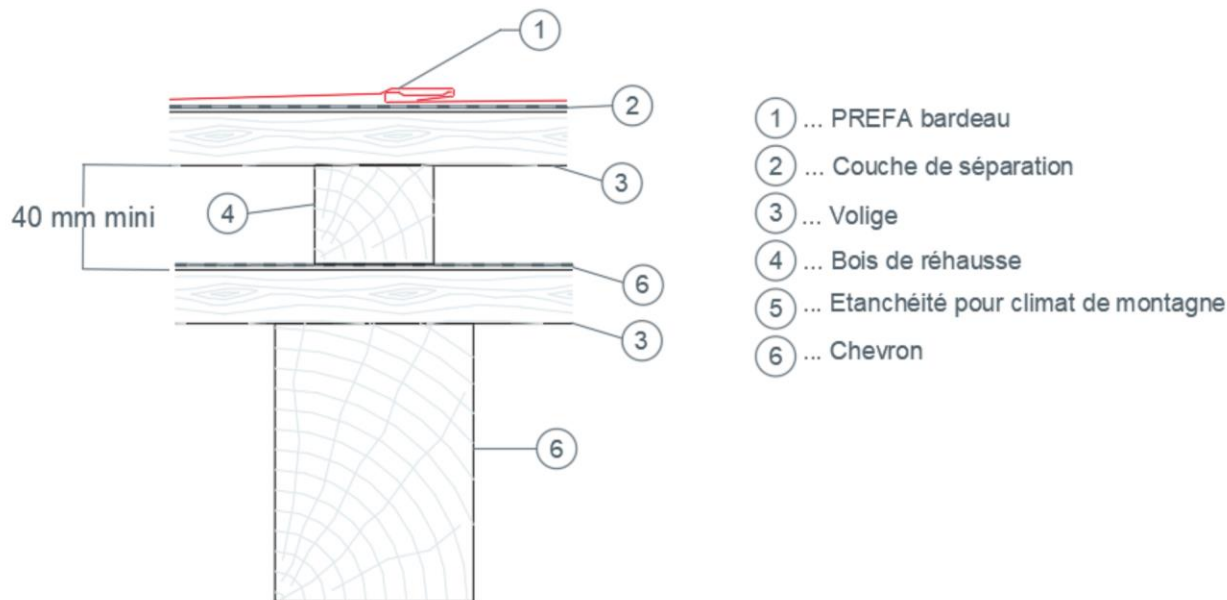 1
2
3
40 mm mini
4
6
3
6
1 ... PREFA bardeau
2 ... Couche de séparation
3 ... Volige
4 ... Bois de réhausse
5 ... Etanchéité pour climat de montagne
6 ... Chevron